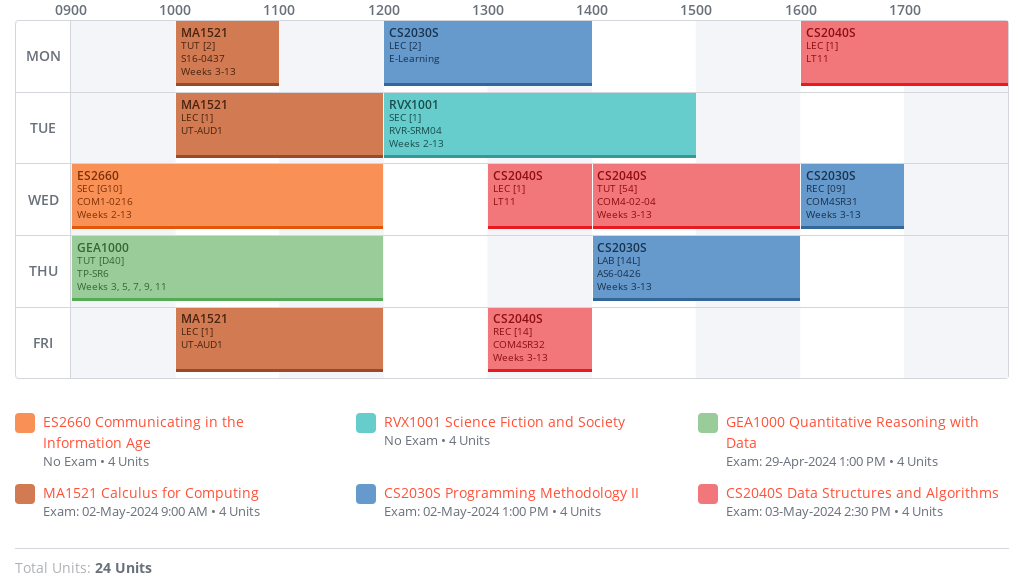 0900 1000 1100 1200 1300 1400 1500 1600 1700
MON
MA1521
TUT [2]
S16-0437
Weeks 3-13
CS2030S
LEC [2]
E-Learning
CS2040S
LEC [1]
LT11
TUE
MA1521
LEC [1]
UT-AUD1
RVX1001
SEC [1]
RVR-SRM04
Weeks 2-13
WED
ES2660
SEC [G10]
COM1-0216
Weeks 2-13
CS2040S
LEC [1]
LT11
CS2040S
TUT [54]
COM4-02-04
Weeks 3-13
CS2030S
REC [09]
COM4SR31
Weeks 3-13
THU
GEA1000
TUT [D40]
TP-SR6
Weeks 3, 5, 7, 9, 11
CS2030S
LAB [14L]
AS6-0426
Weeks 3-13
FRI
MA1521
LEC [1]
UT-AUD1
CS2040S
REC [14]
COM4SR32
Weeks 3-13
ES2660 Communicating in the
Information Age
No Exam • 4 Units
RVX1001 Science Fiction and Society
No Exam • 4 Units
GEA1000 Quantitative Reasoning with
Data
Exam: 29-Apr-2024 1:00 PM • 4 Units
MA1521 Calculus for Computing
Exam: 02-May-2024 9:00 AM • 4 Units
CS2030S Programming Methodology II
Exam: 02-May-2024 1:00 PM • 4 Units
CS2040S Data Structures and Algorithms
Exam: 03-May-2024 2:30 PM • 4 Units
Total Units: 24 Units